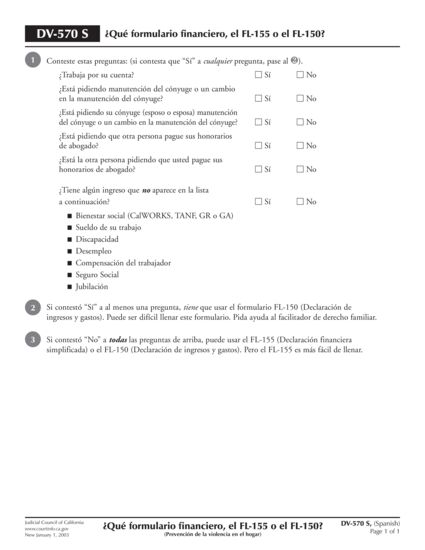 DV-570 S ¿Qué formulario financiero, el FL-155 o el FL-150?
1 Conteste estas preguntas: (si contesta que “Sí” a cualquier pregunta, pase al ②).
¿Trabaja por su cuenta? ☐ Sí ☐ No
¿Está pidiendo manutención del cónyuge o un cambio
en la manutención del cónyuge? ☐ Sí ☐ No
¿Está pidiendo su cónyuge (esposo o esposa) manutención
del cónyuge o un cambio en la manutención del cónyuge? ☐ Sí ☐ No
¿Está pidiendo que otra persona pague sus honorarios
de abogado? ☐ Sí ☐ No
¿Está la otra persona pidiendo que usted pague sus
honorarios de abogado? ☐ Sí ☐ No
¿Tiene algún ingreso que no aparece en la lista
a continuación? ☐ Sí ☐ No
■ Bienestar social (CalWORKS, TANF, GR o GA)
■ Sueldo de su trabajo
■ Discapacidad
■ Desempleo
■ Compensación del trabajador
■ Seguro Social
■ Jubilación
2 Si contestó “Sí” a al menos una pregunta, tiene que usar el formulario FL-150 (Declaración de
ingresos y gastos). Puede ser difícil llenar este formulario. Pida ayuda al facilitador de derecho familiar.
3 Si contestó “No” a todas las preguntas de arriba, puede usar el FL-155 (Declaración financiera
simplificada) o el FL-150 (Declaración de ingresos y gastos). Pero el FL-155 es más fácil de llenar.
Judicial Council of California
www.courtinfo.ca.gov
New January 1, 2003
¿Qué formulario financiero, el FL-155 o el FL-150?
(Prevención de la violencia en el hogar)
DV-570 S, (Spanish)
Page 1 of 1